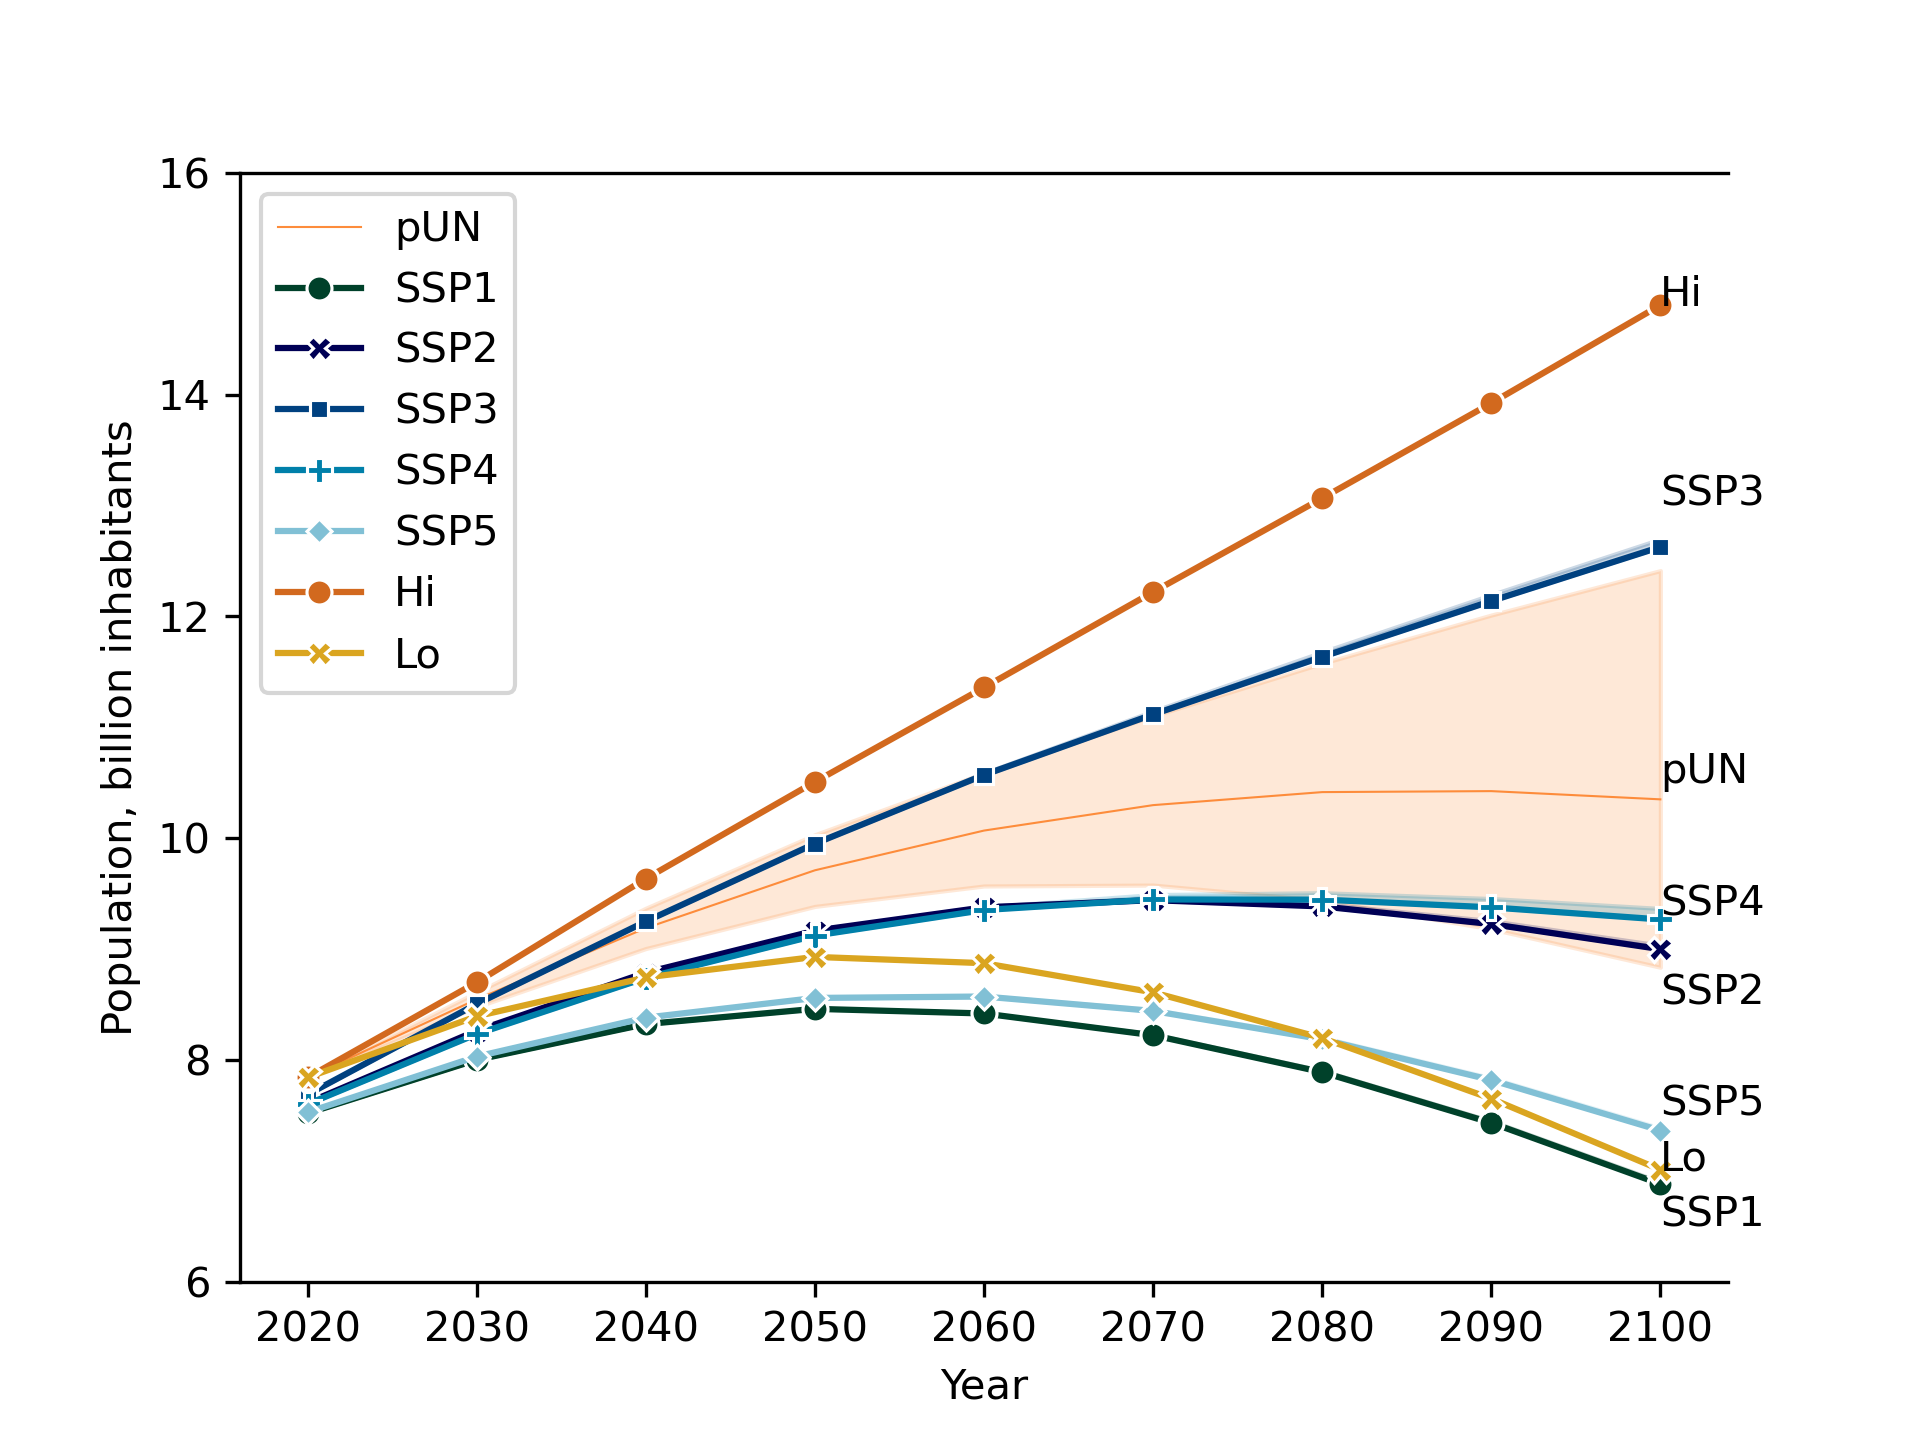 16
14
12
10
8
6
Population, billion inhabitants
pUN
SSP1
SSP2
SSP3
SSP4
SSP5
Hi
Lo
Hi
SSP3
pUN
SSP4
SSP2
SSP5
Lo
SSP1
2020 2030 2040 2050 2060 2070 2080 2090 2100
Year